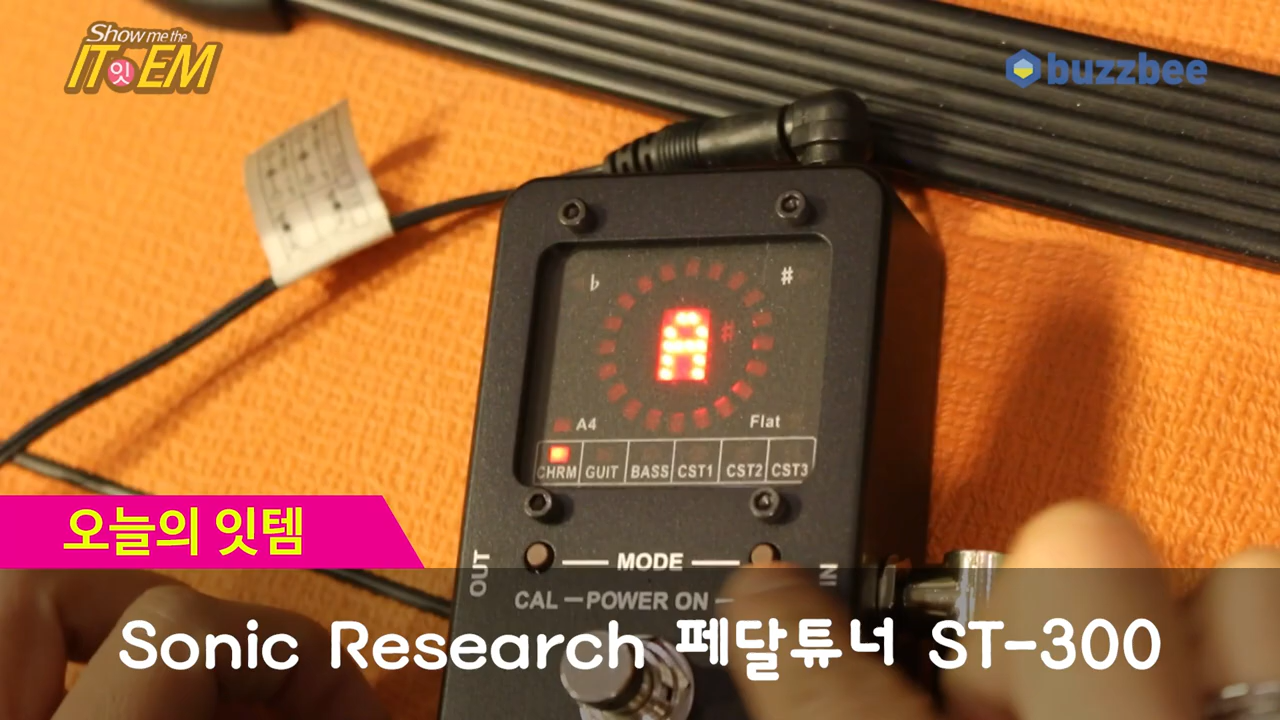 Show me the
IT잇EM
buzzbee
♭ ♯
A ♯
A4 Flat
CHRM GUIT BASS CST1 CST2 CST3
오늘의 잇템
OUT MODE IN
CAL — POWER ON —
Sonic Research 페달튜너 ST-300